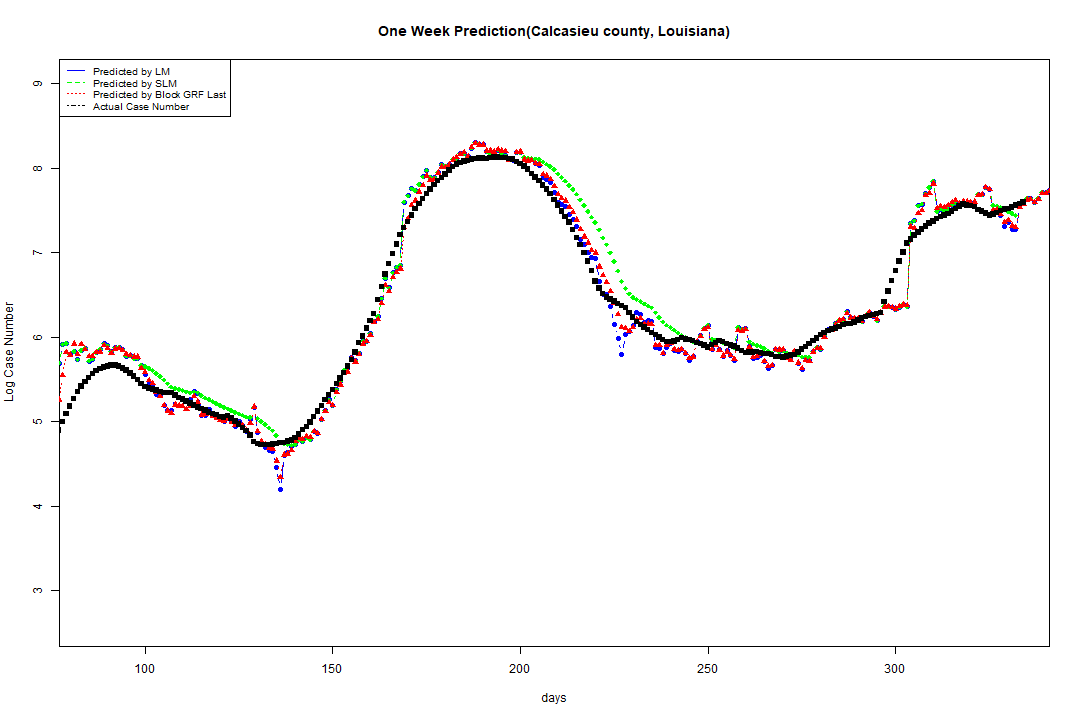 One Week Prediction(Calcasieu county, Louisiana)
Predicted by LM
Predicted by SLM
Predicted by Block GRF Last
Actual Case Number
9
8
7
6
5
4
3
Log Case Number
100 150 200 250 300
days